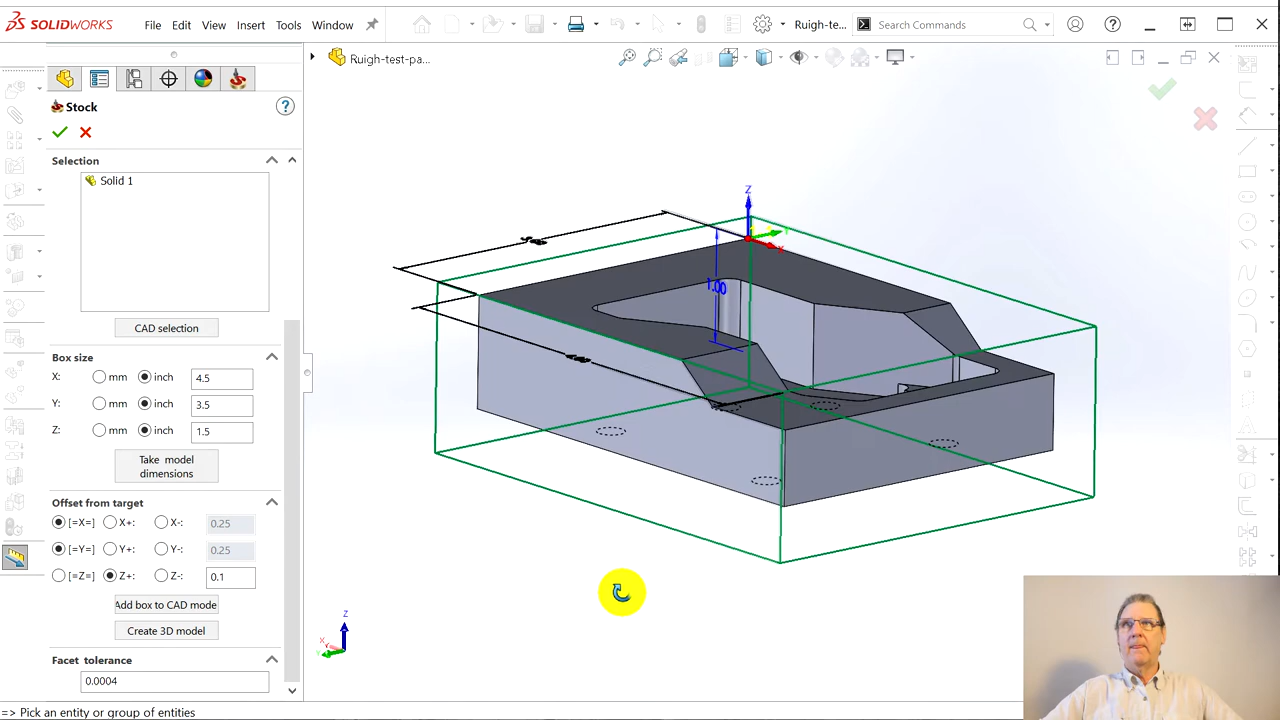 SOLIDWORKS File Edit View Insert Tools Window Ruigh-te... Search Commands
Ruigh-test-pa...
Stock
Selection
Solid 1
CAD selection
Box size
X: mm inch 4.5
Y: mm inch 3.5
Z: mm inch 1.5
Take model
dimensions
Offset from target
[=X=] X+: X-: 0.25
[=Y=] Y+: Y-: 0.25
[=Z=] Z+: Z-: 0.1
Add box to CAD mode
Create 3D model
Facet tolerance
0.0004
=> Pick an entity or group of entities
Z
Y
X
1.00
Z
X
Y